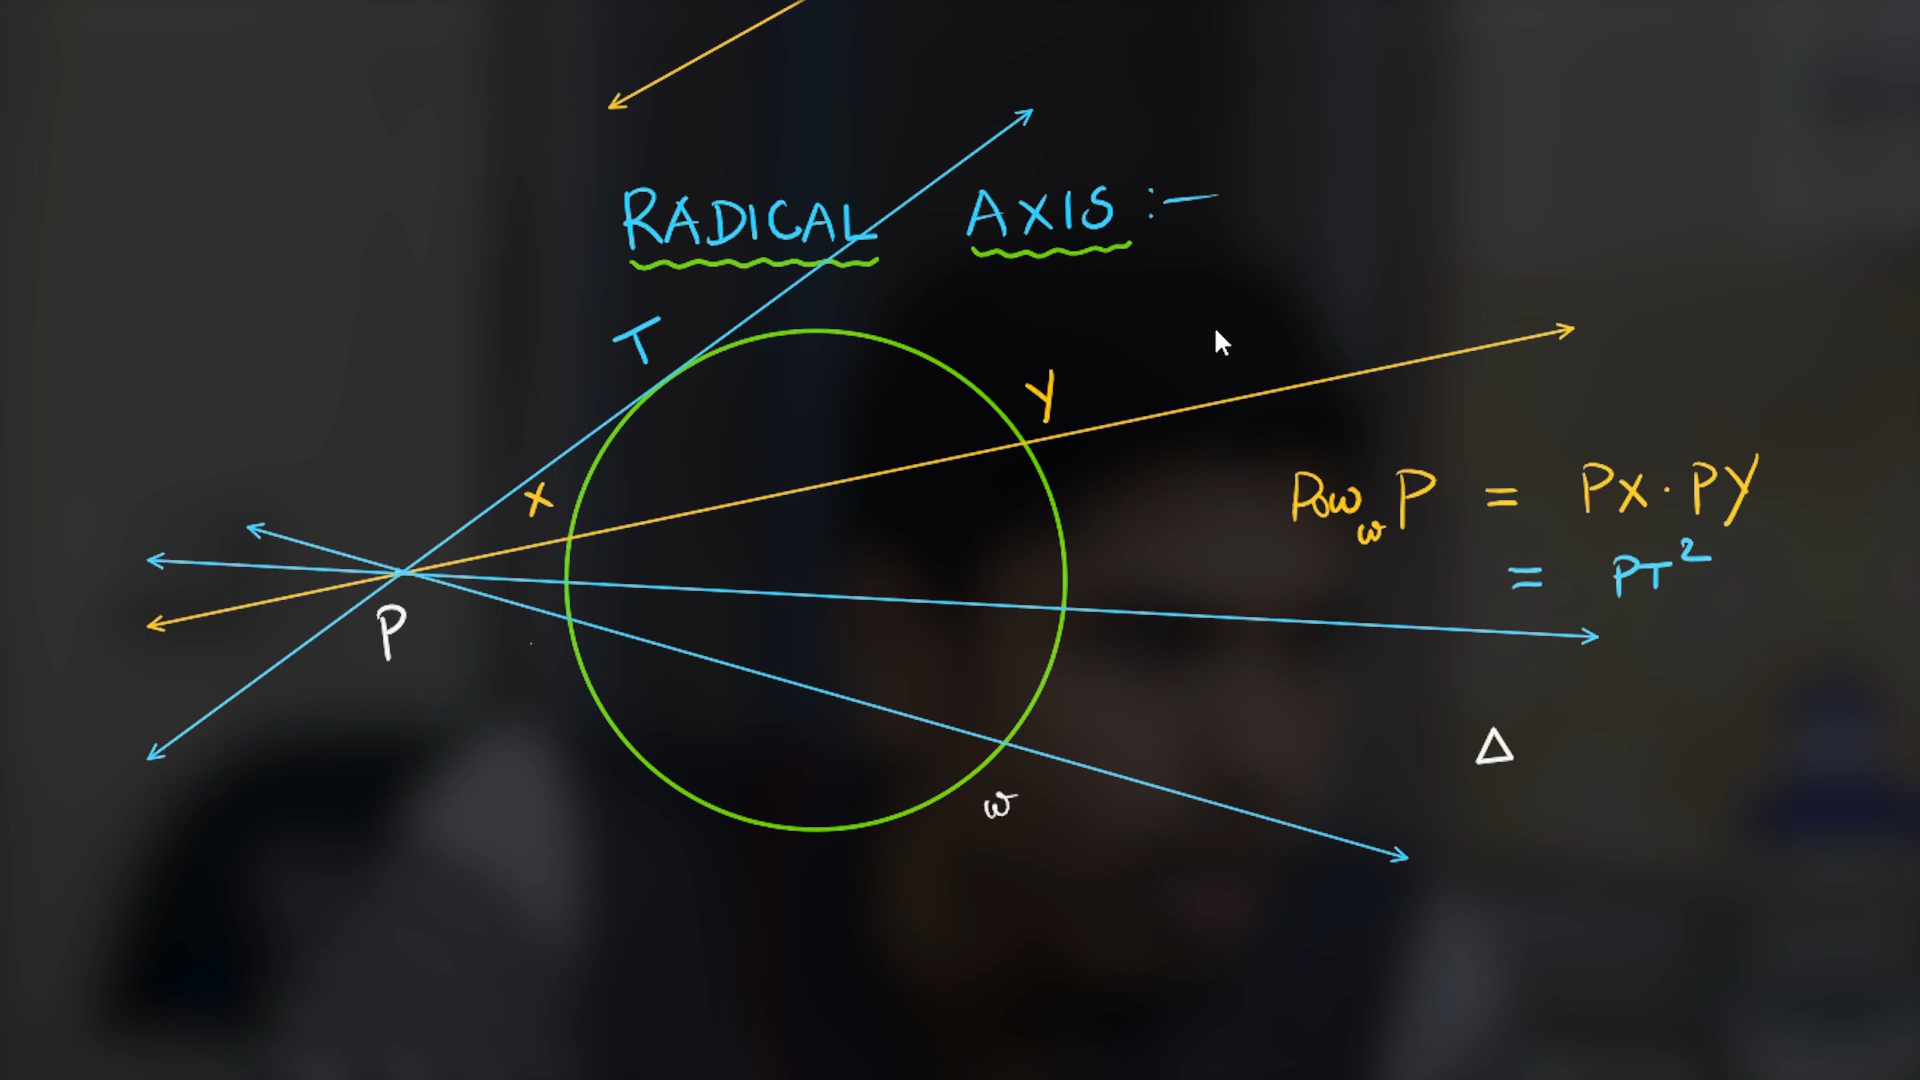 RADICAL AXIS :—
T
Y
X
Pow_ω P = PX · PY
= PT²
P
Δ
ω